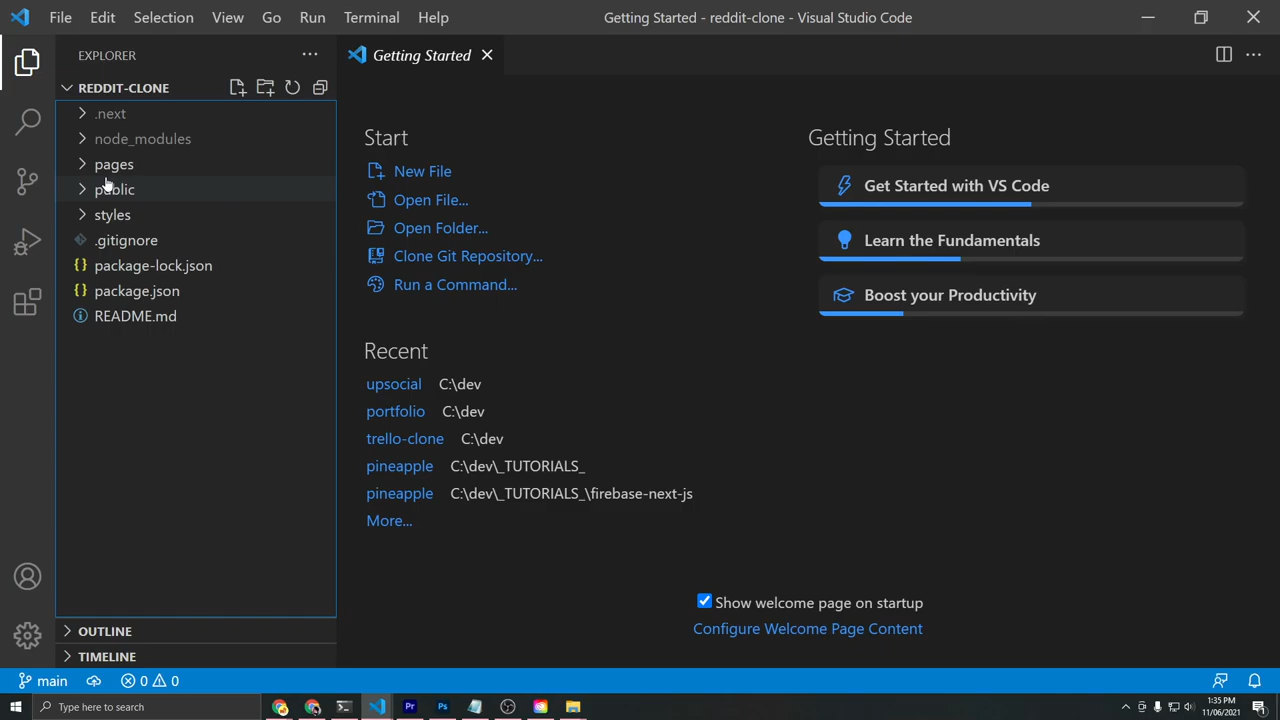 File Edit Selection View Go Run Terminal Help
Getting Started - reddit-clone - Visual Studio Code
EXPLORER
REDDIT-CLONE
.next
node_modules
pages
public
styles
.gitignore
{} package-lock.json
{} package.json
README.md
OUTLINE
TIMELINE
Getting Started
Start
New File
Open File...
Open Folder...
Clone Git Repository...
Run a Command...
Recent
upsocial C:\dev
portfolio C:\dev
trello-clone C:\dev
pineapple C:\dev\_TUTORIALS_
pineapple C:\dev\_TUTORIALS_\firebase-next-js
More...
Getting Started
Get Started with VS Code
Learn the Fundamentals
Boost your Productivity
Show welcome page on startup
Configure Welcome Page Content
main 0 0
Type here to search
Pr
Ps
1:35 PM
11/06/2021